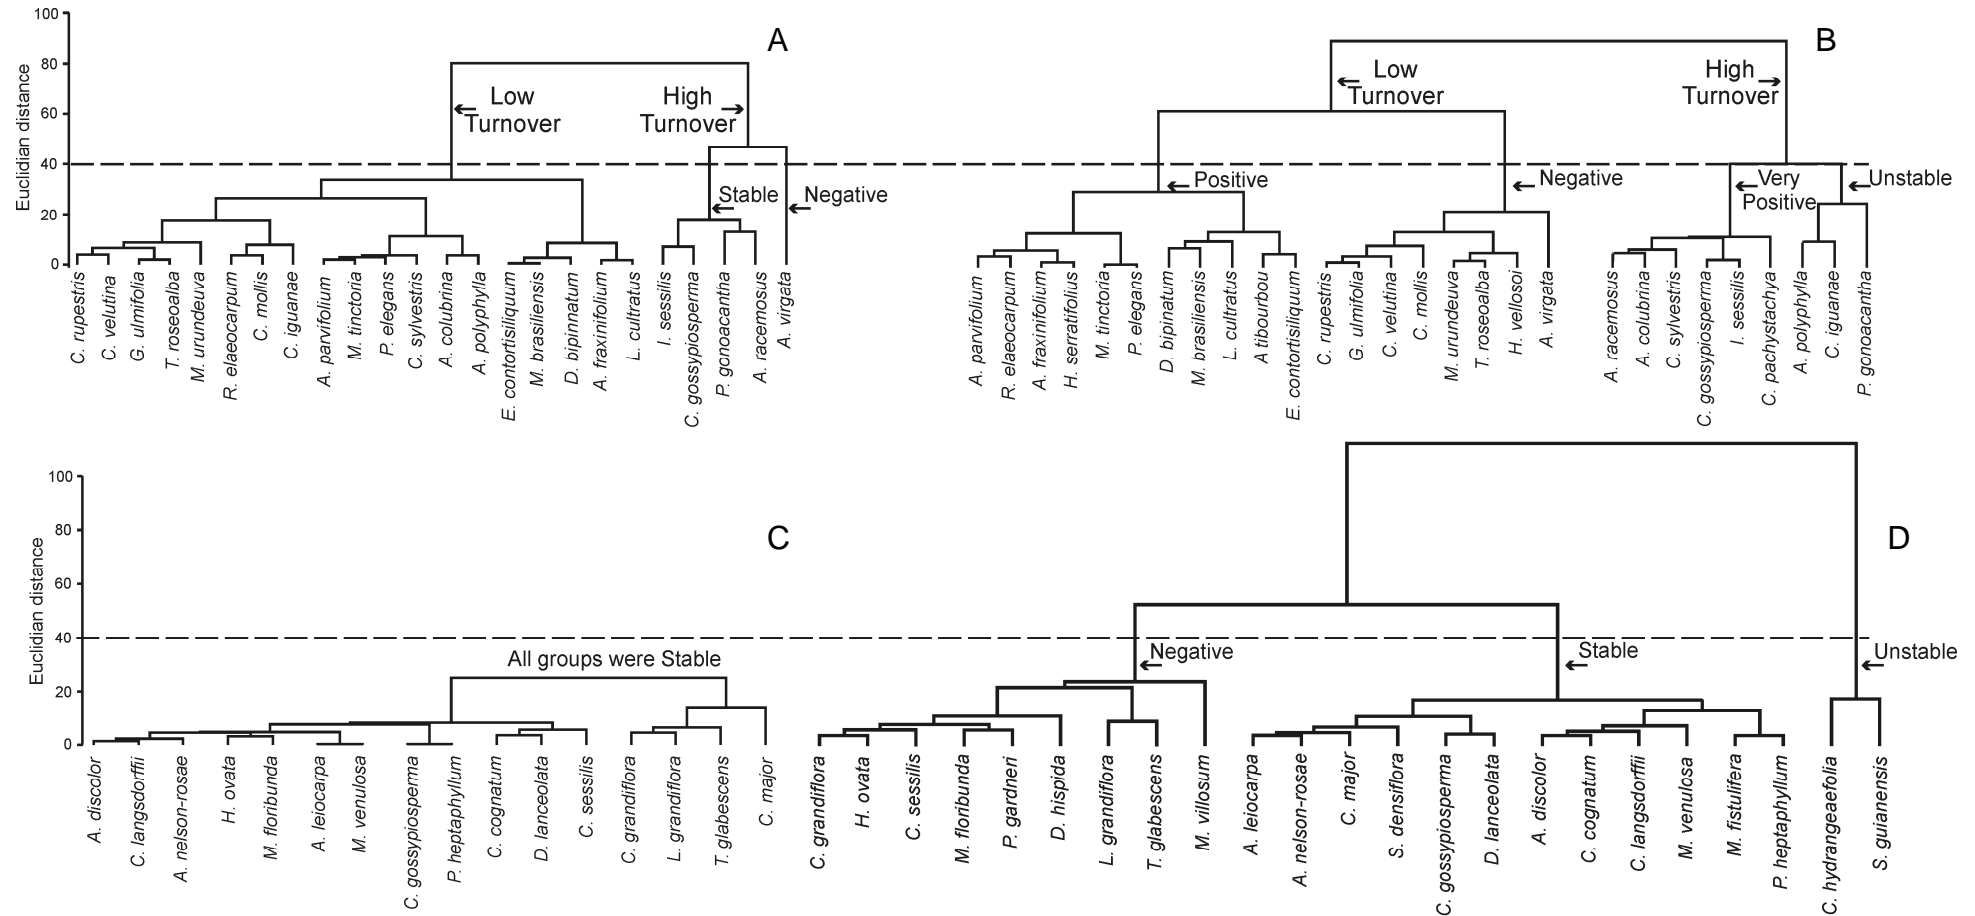 A
B
Euclidian distance
100
80
60
40
20
0
Low
Turnover
High
Turnover
Stable
Negative
Low
Turnover
High
Turnover
Positive
Negative
Very
Positive
Unstable
C. rupestris
C. velutina
G. ulmifolia
T. roseoalba
M. urundeuva
R. elaeocarpum
C. mollis
C. iguanae
A. parvifolium
M. tinctoria
P. elegans
C. sylvestris
A. colubrina
A. polyphylla
E. contortisiliquum
M. brasiliensis
D. bipinnatum
A. fraxinifolium
L. cultratus
I. sessilis
C. gossypiosperma
P. gonoacantha
A. racemosus
A. virgata
A. parvifolium
R. elaeocarpum
A. fraxinifolium
H. serratifolius
M. tinctoria
P. elegans
D. bipinatum
M. brasiliensis
L. cultratus
A tibourbou
E. contortisiliquum
C. rupestris
G. ulmifolia
C. velutina
C. mollis
M. urundeuva
T. roseoalba
H. vellosoi
A. virgata
A. racemosus
A. colubrina
C. sylvestris
C. gossypiosperma
I. sessilis
C. pachystachya
A. polyphylla
C. iguanae
P. gonoacantha
C
D
Euclidian distance
100
80
60
40
20
0
All groups were Stable
Negative
Stable
Unstable
A. discolor
C. langsdorffii
A. nelson-rosae
H. ovata
M. floribunda
A. leiocarpa
M. venulosa
C. gossypiosperma
P. heptaphyllum
C. cognatum
D. lanceolata
C. sessilis
C. grandiflora
L. grandiflora
T. glabescens
C. major
C. grandiflora
H. ovata
C. sessilis
M. floribunda
P. gardneri
D. hispida
L. grandiflora
T. glabescens
M. villosum
A. leiocarpa
A. nelson-rosae
C. major
S. densiflora
C. gossypiosperma
D. lanceolata
A. discolor
C. cognatum
C. langsdorffii
M. venulosa
M. fistulifera
P. heptaphyllum
C. hydrangeaefolia
S. guianensis